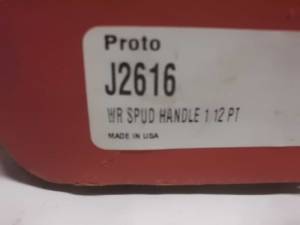 Proto
J2616
WR SPUD HANDLE 1 12 PT
MADE IN USA